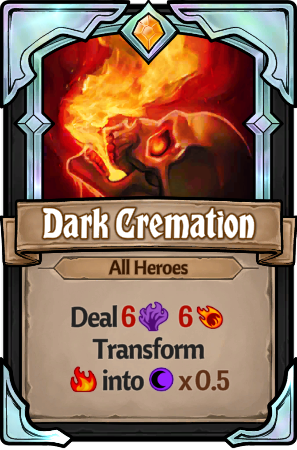 Dark Cremation
All Heroes
Deal 6 6
Transform
into x 0.5